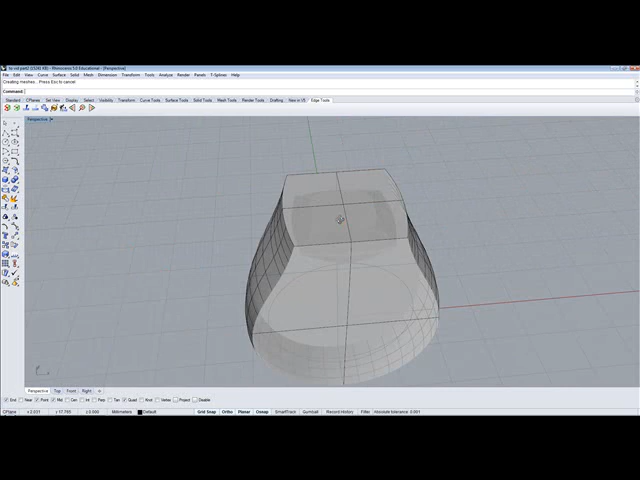 File Edit View Curve Surface Solid Mesh Dimension Transform Tools Analyze Render Panels T-Splines Help
Creating meshes... Press Esc to cancel
Command:
Standard CPlanes Set View Display Select Visibility Transform Curve Tools Surface Tools Solid Tools Mesh Tools Render Tools Drafting New in V5 Edge Tools
Perspective
Perspective Top Front Right
End Near Point Mid Cen Int Perp Tan Quad Knot Vertex Project Disable
CPlane Millimeters Default Grid Snap Ortho Planar Osnap SmartTrack Gumball Record History Filter Absolute tolerance: 0.001